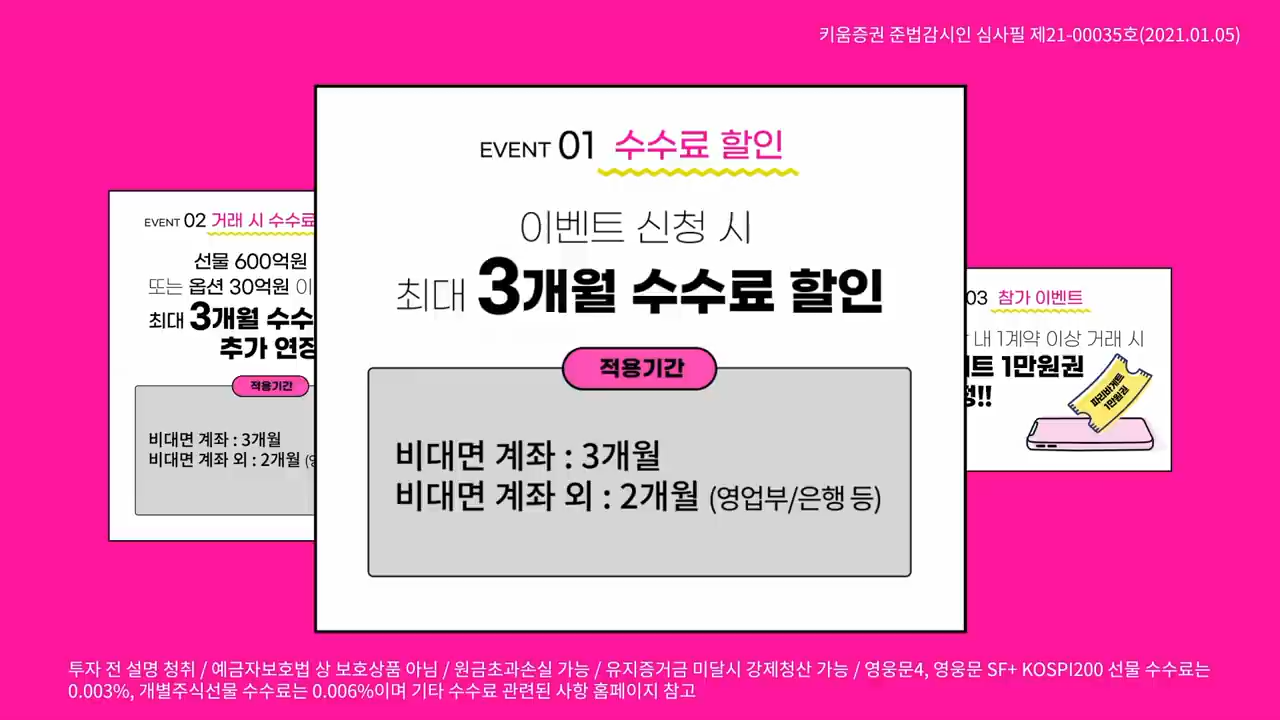 키움증권 준법감시인 심사필 제21-00035호(2021.01.05)
EVENT 01 수수료 할인
이벤트 신청 시
최대 3개월 수수료 할인
적용기간
비대면 계좌 : 3개월
비대면 계좌 외 : 2개월 (영업부/은행 등)
EVENT 02 거래 시 수수료
선물 600억원
또는 옵션 30억원 이
최대 3개월 수수
추가 연장
적용기간
비대면 계좌 : 3개월
비대면 계좌 외 : 2개월
03 참가 이벤트
내 1계약 이상 거래 시
트 1만원권
!!
파리바게뜨
1만원권
투자 전 설명 청취 / 예금자보호법 상 보호상품 아님 / 원금초과손실 가능 / 유지증거금 미달시 강제청산 가능 / 영웅문4, 영웅문 SF+ KOSPI200 선물 수수료는
0.003%, 개별주식선물 수수료는 0.006%이며 기타 수수료 관련된 사항 홈페이지 참고